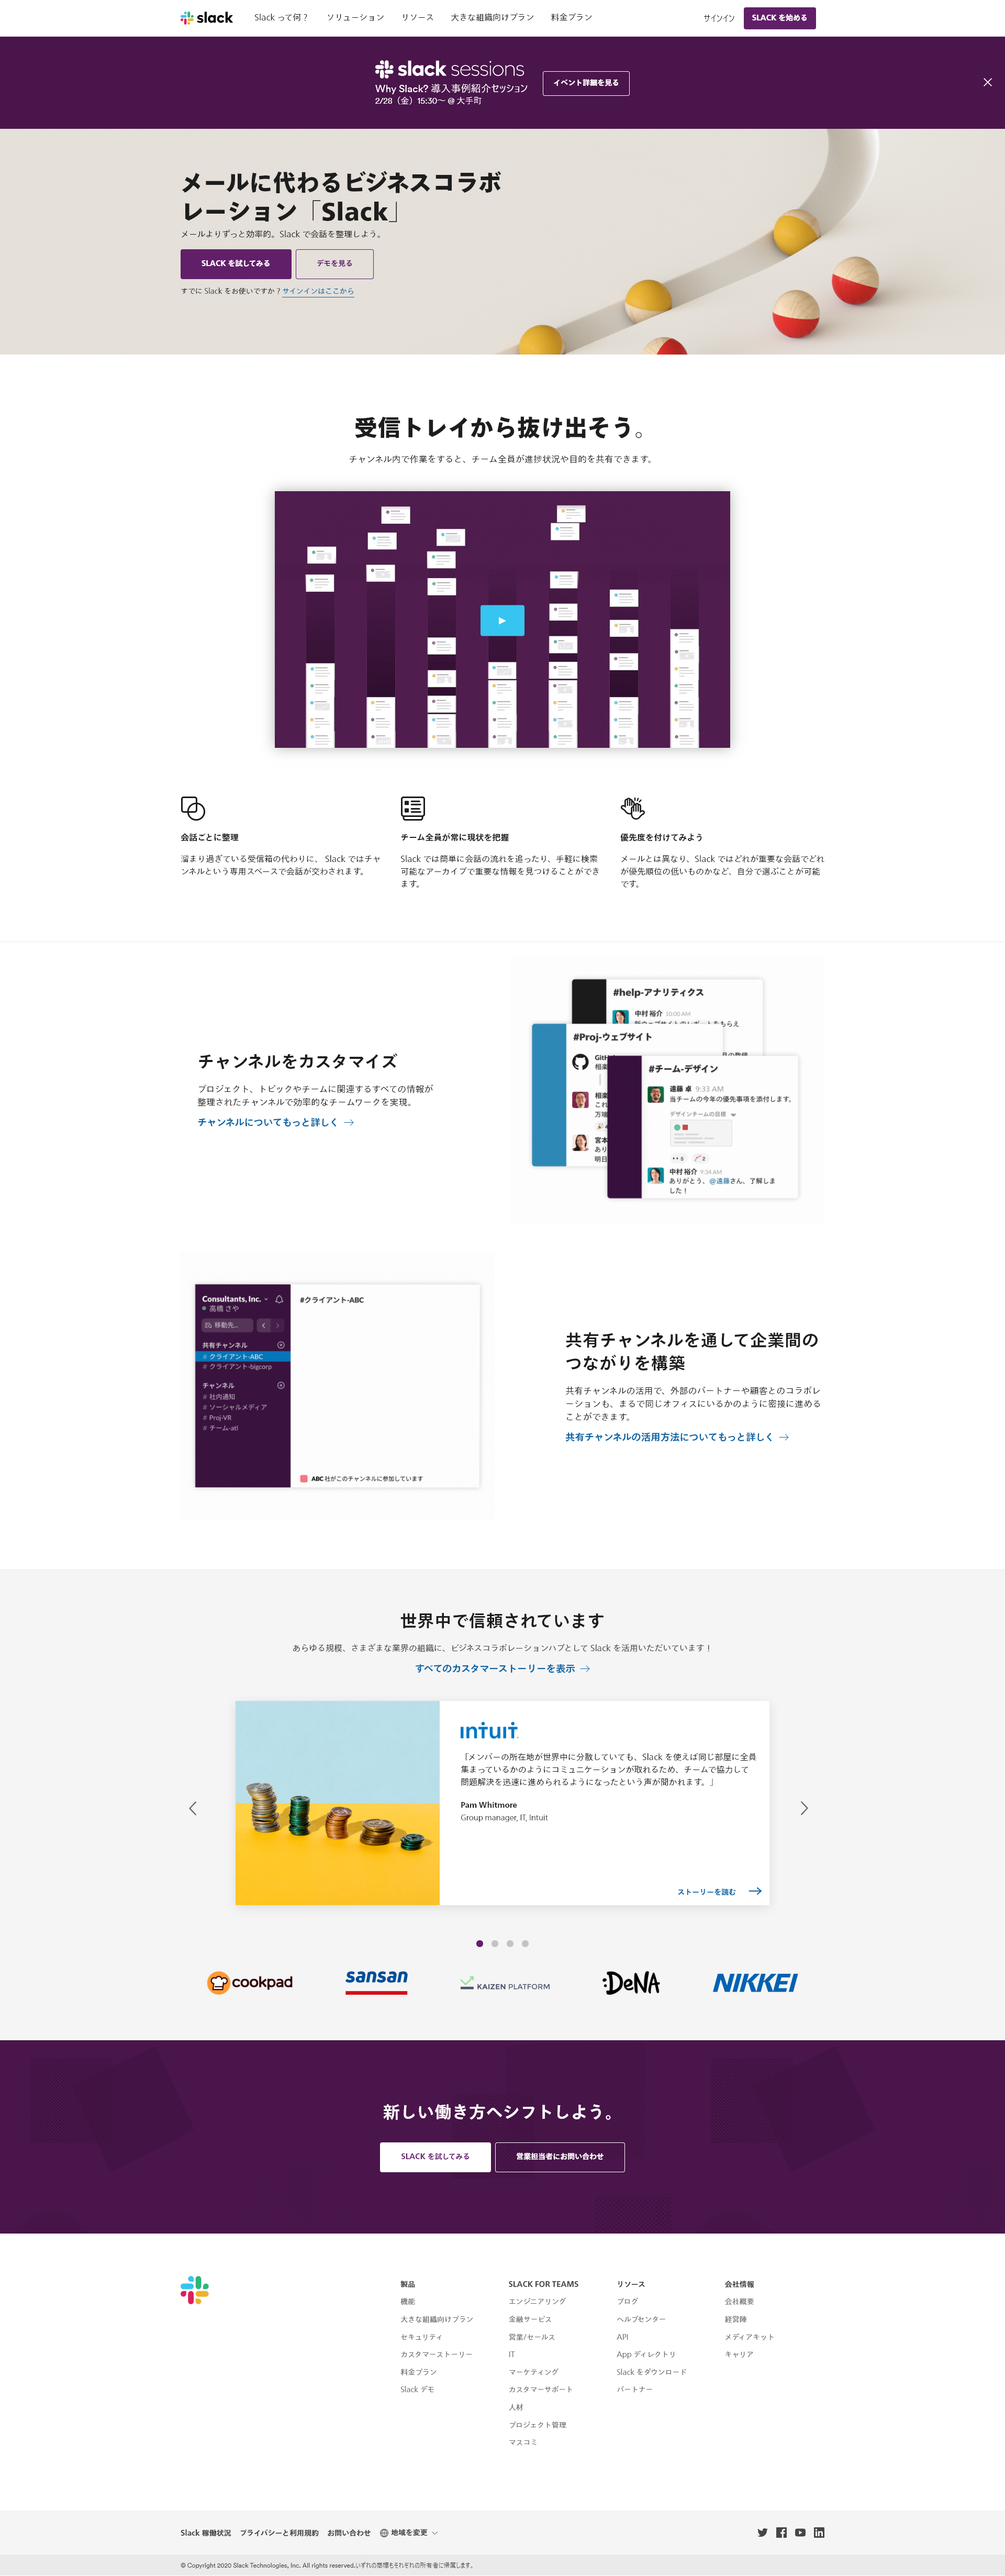 slack
Slack って何？
ソリューション
リソース
大きな組織向けプラン
料金プラン
サインイン
SLACK を始める
slack sessions
Why Slack? 導入事例紹介セッション
2/28（金）15:30〜 @ 大手町
イベント詳細を見る
メールに代わるビジネスコラボ
レーション「Slack」
メールよりずっと効率的。Slack で会話を整理しよう。
SLACK を試してみる
デモを見る
すでに Slack をお使いですか？サインインはここから
受信トレイから抜け出そう。
チャンネル内で作業をすると、チーム全員が進捗状況や目的を共有できます。
会話ごとに整理
溜まり過ぎている受信箱の代わりに、 Slack ではチャ
ンネルという専用スペースで会話が交わされます。
チーム全員が常に現状を把握
Slack では簡単に会話の流れを追ったり、手軽に検索
可能なアーカイブで重要な情報を見つけることができ
ます。
優先度を付けてみよう
メールとは異なり、Slack ではどれが重要な会話でどれ
が優先順位の低いものかなど、自分で選ぶことが可能
です。
チャンネルをカスタマイズ
プロジェクト、トピックやチームに関連するすべての情報が
整理されたチャンネルで効率的なチームワークを実現。
チャンネルについてもっと詳しく
#help-アナリティクス
中村 裕介 10:00 AM
#Proj-ウェブサイト
#チーム-デザイン
遠藤 卓 9:33 AM
当チームの今年の優先事項を添付します。
デザインチームの目標
5
2
中村 裕介 9:34 AM
ありがとう、@遠藤さん、了解しま
した！
Consultants, Inc.
高橋 さや
移動先...
共有チャンネル
# クライアント-ABC
# クライアント-bigcorp
チャンネル
# 社内通知
# ソーシャルメディア
# Proj-VR
# チーム-atl
#クライアント-ABC
ABC 社がこのチャンネルに参加しています
共有チャンネルを通して企業間の
つながりを構築
共有チャンネルの活用で、外部のパートナーや顧客とのコラボレ
ーションも、まるで同じオフィスにいるかのように密接に進める
ことができます。
共有チャンネルの活用方法についてもっと詳しく
世界中で信頼されています
あらゆる規模、さまざまな業界の組織に、ビジネスコラボレーションハブとして Slack を活用いただいています！
すべてのカスタマーストーリーを表示
intuit
「メンバーの所在地が世界中に分散していても、Slack を使えば同じ部屋に全員
集まっているかのようにコミュニケーションが取れるため、チームで協力して
問題解決を迅速に進められるようになったという声が聞かれます。」
Pam Whitmore
Group manager, IT, Intuit
ストーリーを読む
cookpad
sansan
KAIZEN PLATFORM
:DeNA
NIKKEI
新しい働き方へシフトしよう。
SLACK を試してみる
営業担当者にお問い合わせ
製品
機能
大きな組織向けプラン
セキュリティ
カスタマーストーリー
料金プラン
Slack デモ
SLACK FOR TEAMS
エンジニアリング
金融サービス
営業/セールス
IT
マーケティング
カスタマーサポート
人材
プロジェクト管理
マスコミ
リソース
ブログ
ヘルプセンター
API
App ディレクトリ
Slack をダウンロード
パートナー
会社情報
会社概要
経営陣
メディアキット
キャリア
Slack 稼働状況
プライバシーと利用規約
お問い合わせ
地域を変更
© Copyright 2020 Slack Technologies, Inc. All rights reserved.いずれの商標もそれぞれの所有者に帰属します。